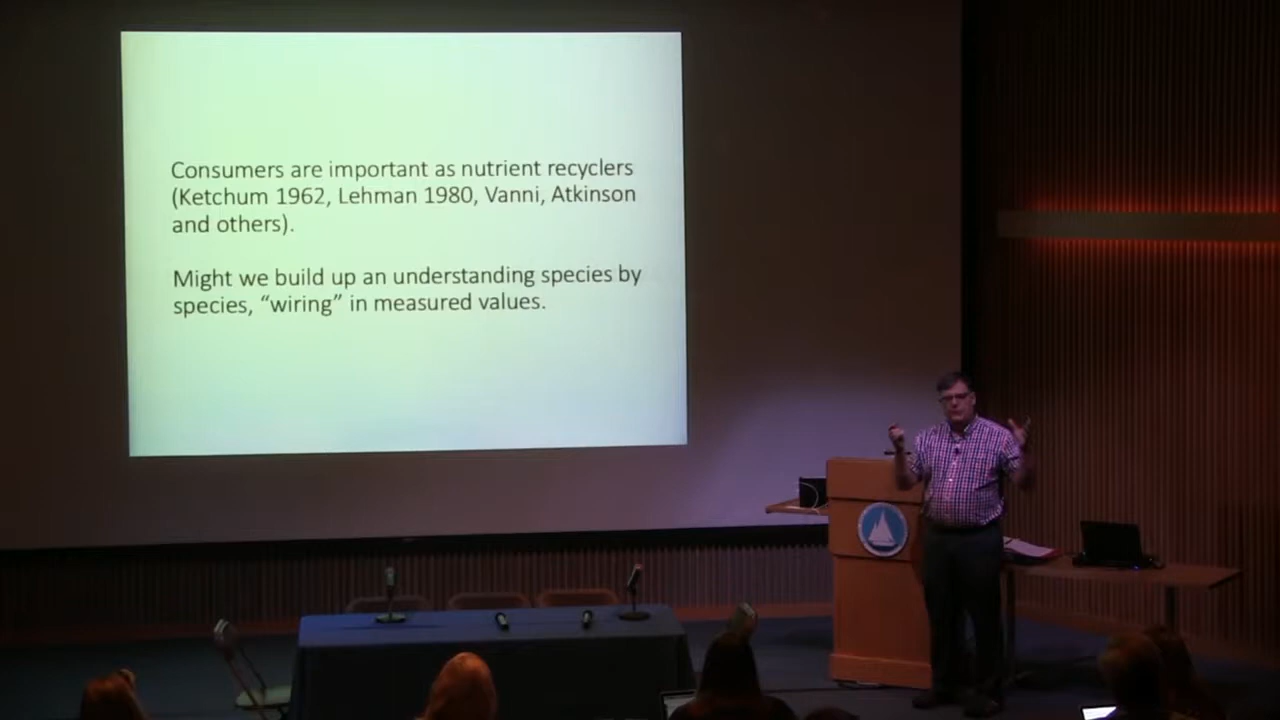 Consumers are important as nutrient recyclers
(Ketchum 1962, Lehman 1980, Vanni, Atkinson
and others).
Might we build up an understanding species by
species, “wiring” in measured values.